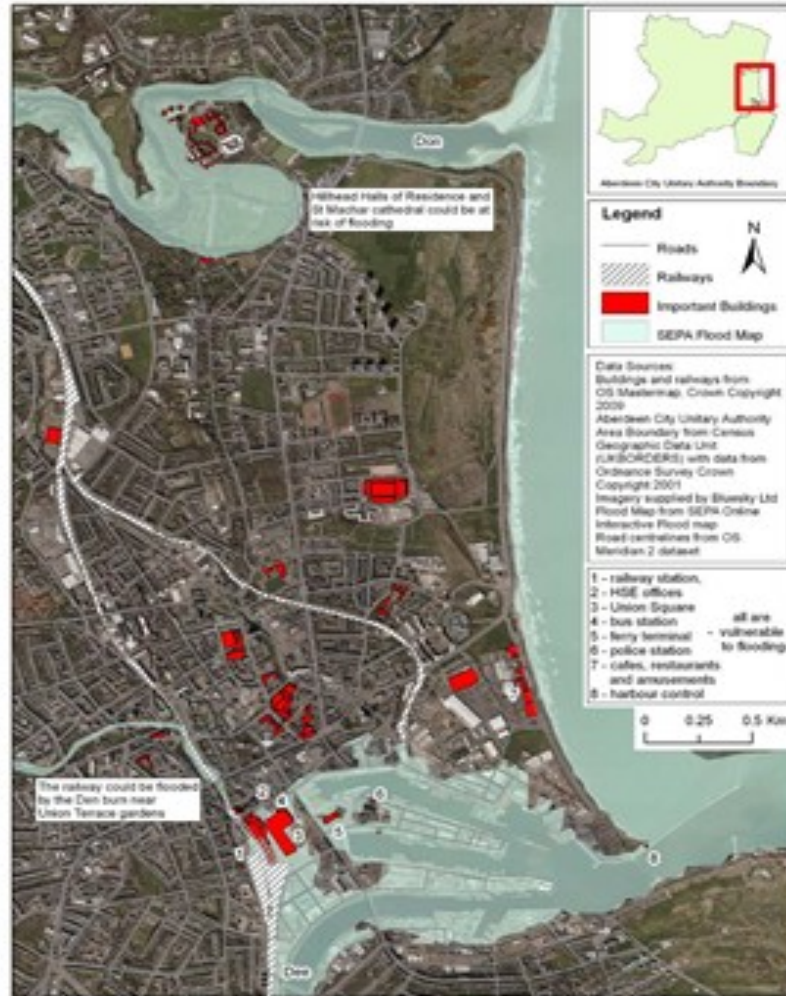 Don
Hillhead Halls of Residence and
St Machar cathedral could be at
risk of flooding
The railway could be flooded
by the Den burn near
Union Terrace gardens
2
4
6
3
5
1
7
8
Dee
Aberdeen City Unitary Authority Boundary
Legend
N
Roads
Railways
Important Buildings
SEPA Flood Map
Data Sources:
Buildings and railways from
OS Mastermap, Crown Copyright
2009
Aberdeen City Unitary Authority
Area Boundary from Census
Geographic Data Unit
(UKBORDERS) with data from
Ordnance Survey Crown
Copyright 2001
Imagery supplied by Bluesky Ltd
Flood Map from SEPA Online
Interactive Flood map
Road centrelines from OS
Meridian 2 dataset
1 - railway station,
2 - HSE offices
3 - Union Square
4 - bus station
5 - ferry terminal
6 - police station
7 - cafes, restaurants
and amusements
8 - harbour control
all are
- vulnerable
to flooding
0 0.25 0.5 Km